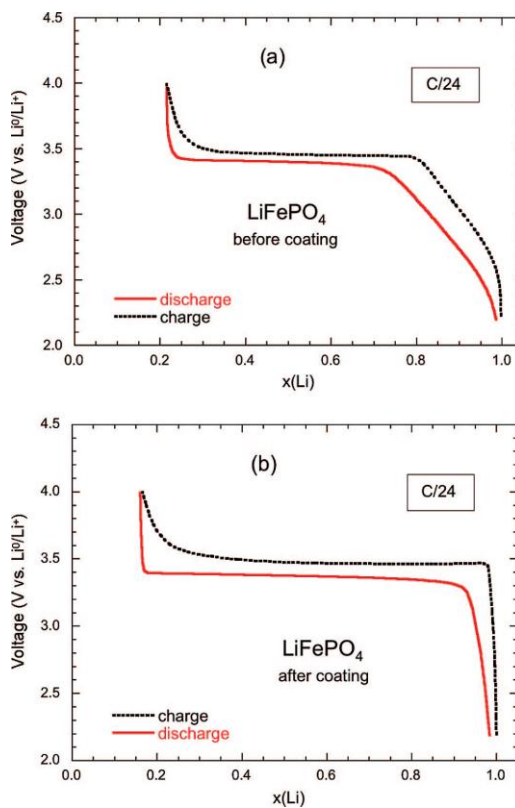 4.5
(a)
C/24
4.0
3.5
3.0
2.5
2.0
Voltage (V vs. Li⁰/Li⁺)
LiFePO₄
before coating
discharge
charge
0.0 0.2 0.4 0.6 0.8 1.0
x(Li)
4.5
(b)
C/24
4.0
3.5
3.0
2.5
2.0
Voltage (V vs. Li⁰/Li⁺)
LiFePO₄
after coating
charge
discharge
0.0 0.2 0.4 0.6 0.8 1.0
x(Li)